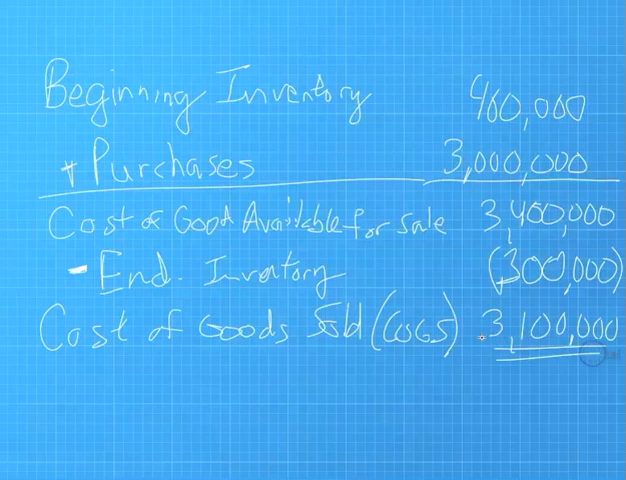 Beginning Inventory 400,000
+ Purchases 3,000,000
Cost of Good Available for sale 3,400,000
- End. Inventory (300,000)
Cost of Goods Sold (COGS) 3,100,000